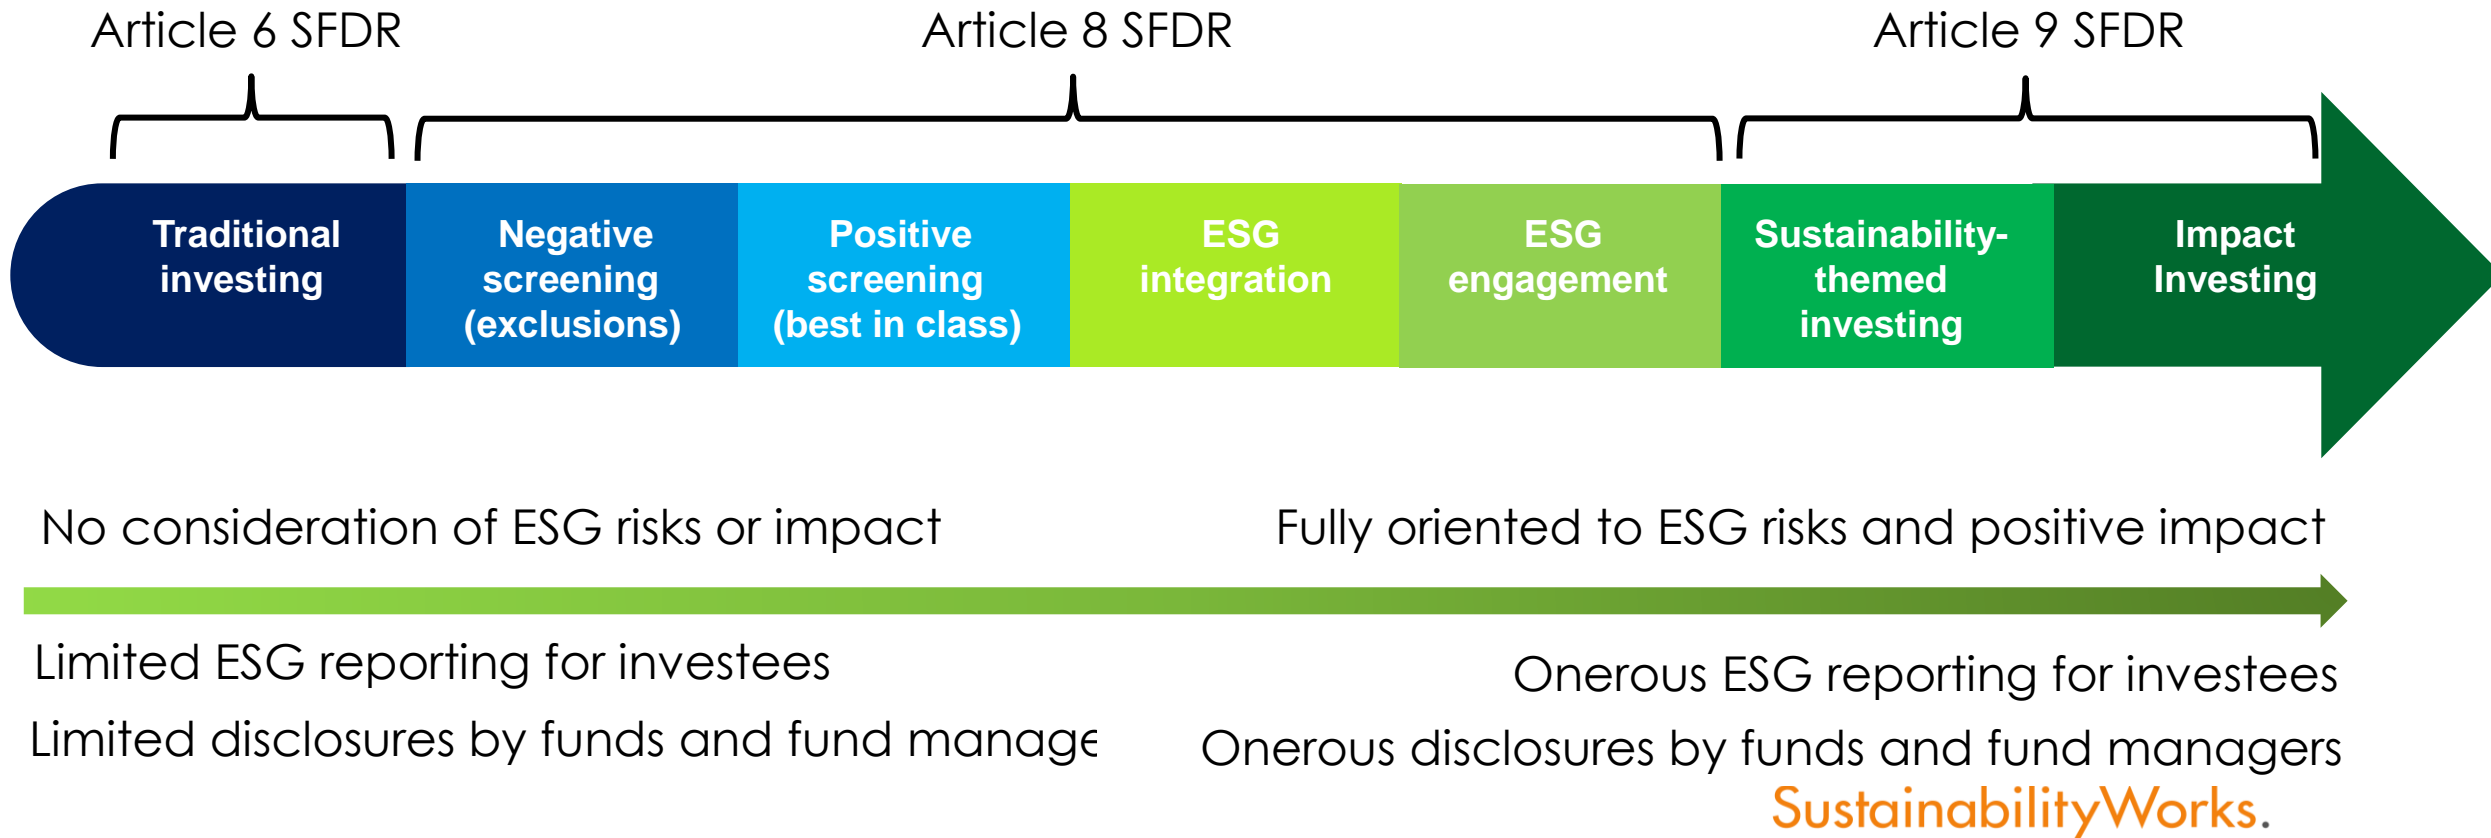 Article 6 SFDR
Article 8 SFDR
Article 9 SFDR
Traditional
investing
Negative
screening
(exclusions)
Positive
screening
(best in class)
ESG
integration
ESG
engagement
Sustainability-
themed
investing
Impact
Investing
No consideration of ESG risks or impact
Fully oriented to ESG risks and positive impact
Limited ESG reporting for investees
Onerous ESG reporting for investees
Limited disclosures by funds and fund manage
Onerous disclosures by funds and fund managers
SustainabilityWorks.